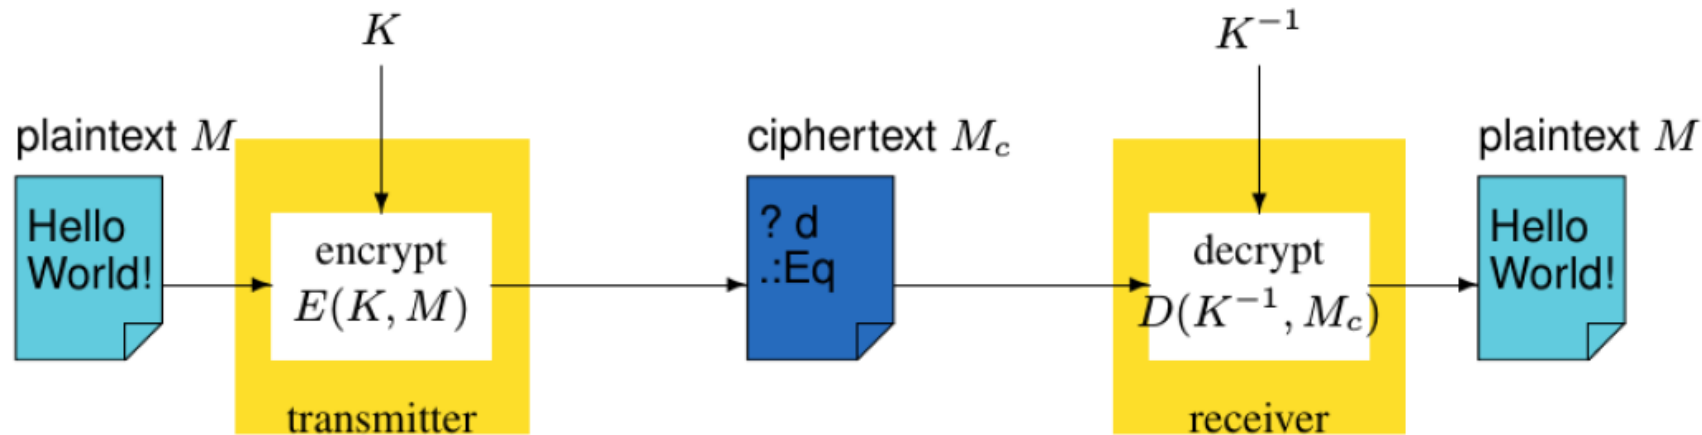 K
K⁻¹
plaintext M
ciphertext M_c
plaintext M
Hello
World!
encrypt
E(K, M)
? d
.:Eq
decrypt
D(K⁻¹, M_c)
Hello
World!
transmitter
receiver